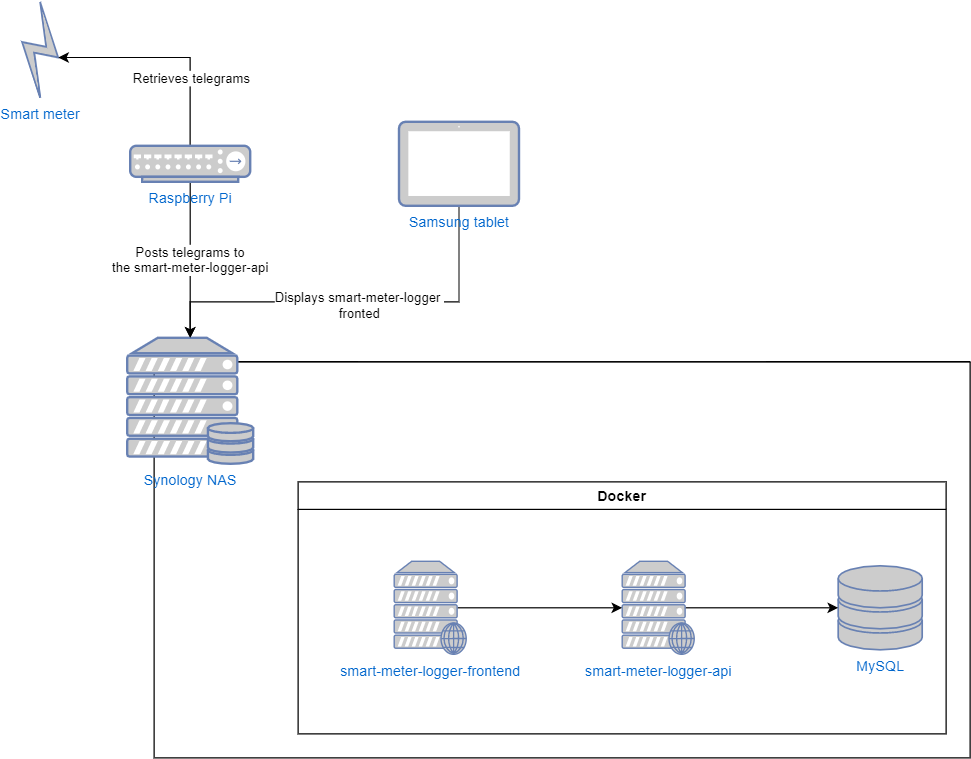 Retrieves telegrams
Smart meter
Raspberry Pi
Samsung tablet
Posts telegrams to
the smart-meter-logger-api
Displays smart-meter-logger
fronted
Synology NAS
Docker
smart-meter-logger-frontend
smart-meter-logger-api
MySQL